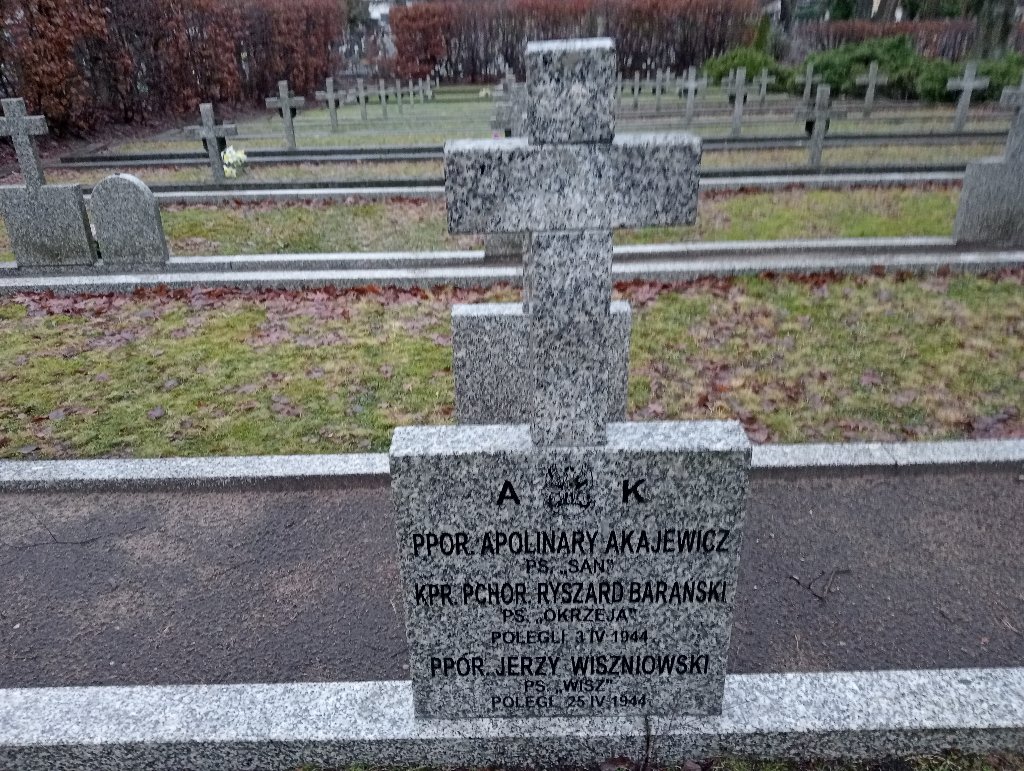 A K
PPOR. APOLINARY AKAJEWICZ
PS. „SAN"
KPR. PCHOR. RYSZARD BARAŃSKI
PS. „OKRZEJA"
POLEGLI 3 IV 1944
PPOR. JERZY WISZNIOWSKI
PS. „WISZ"
POLEGŁ 25 IV 1944